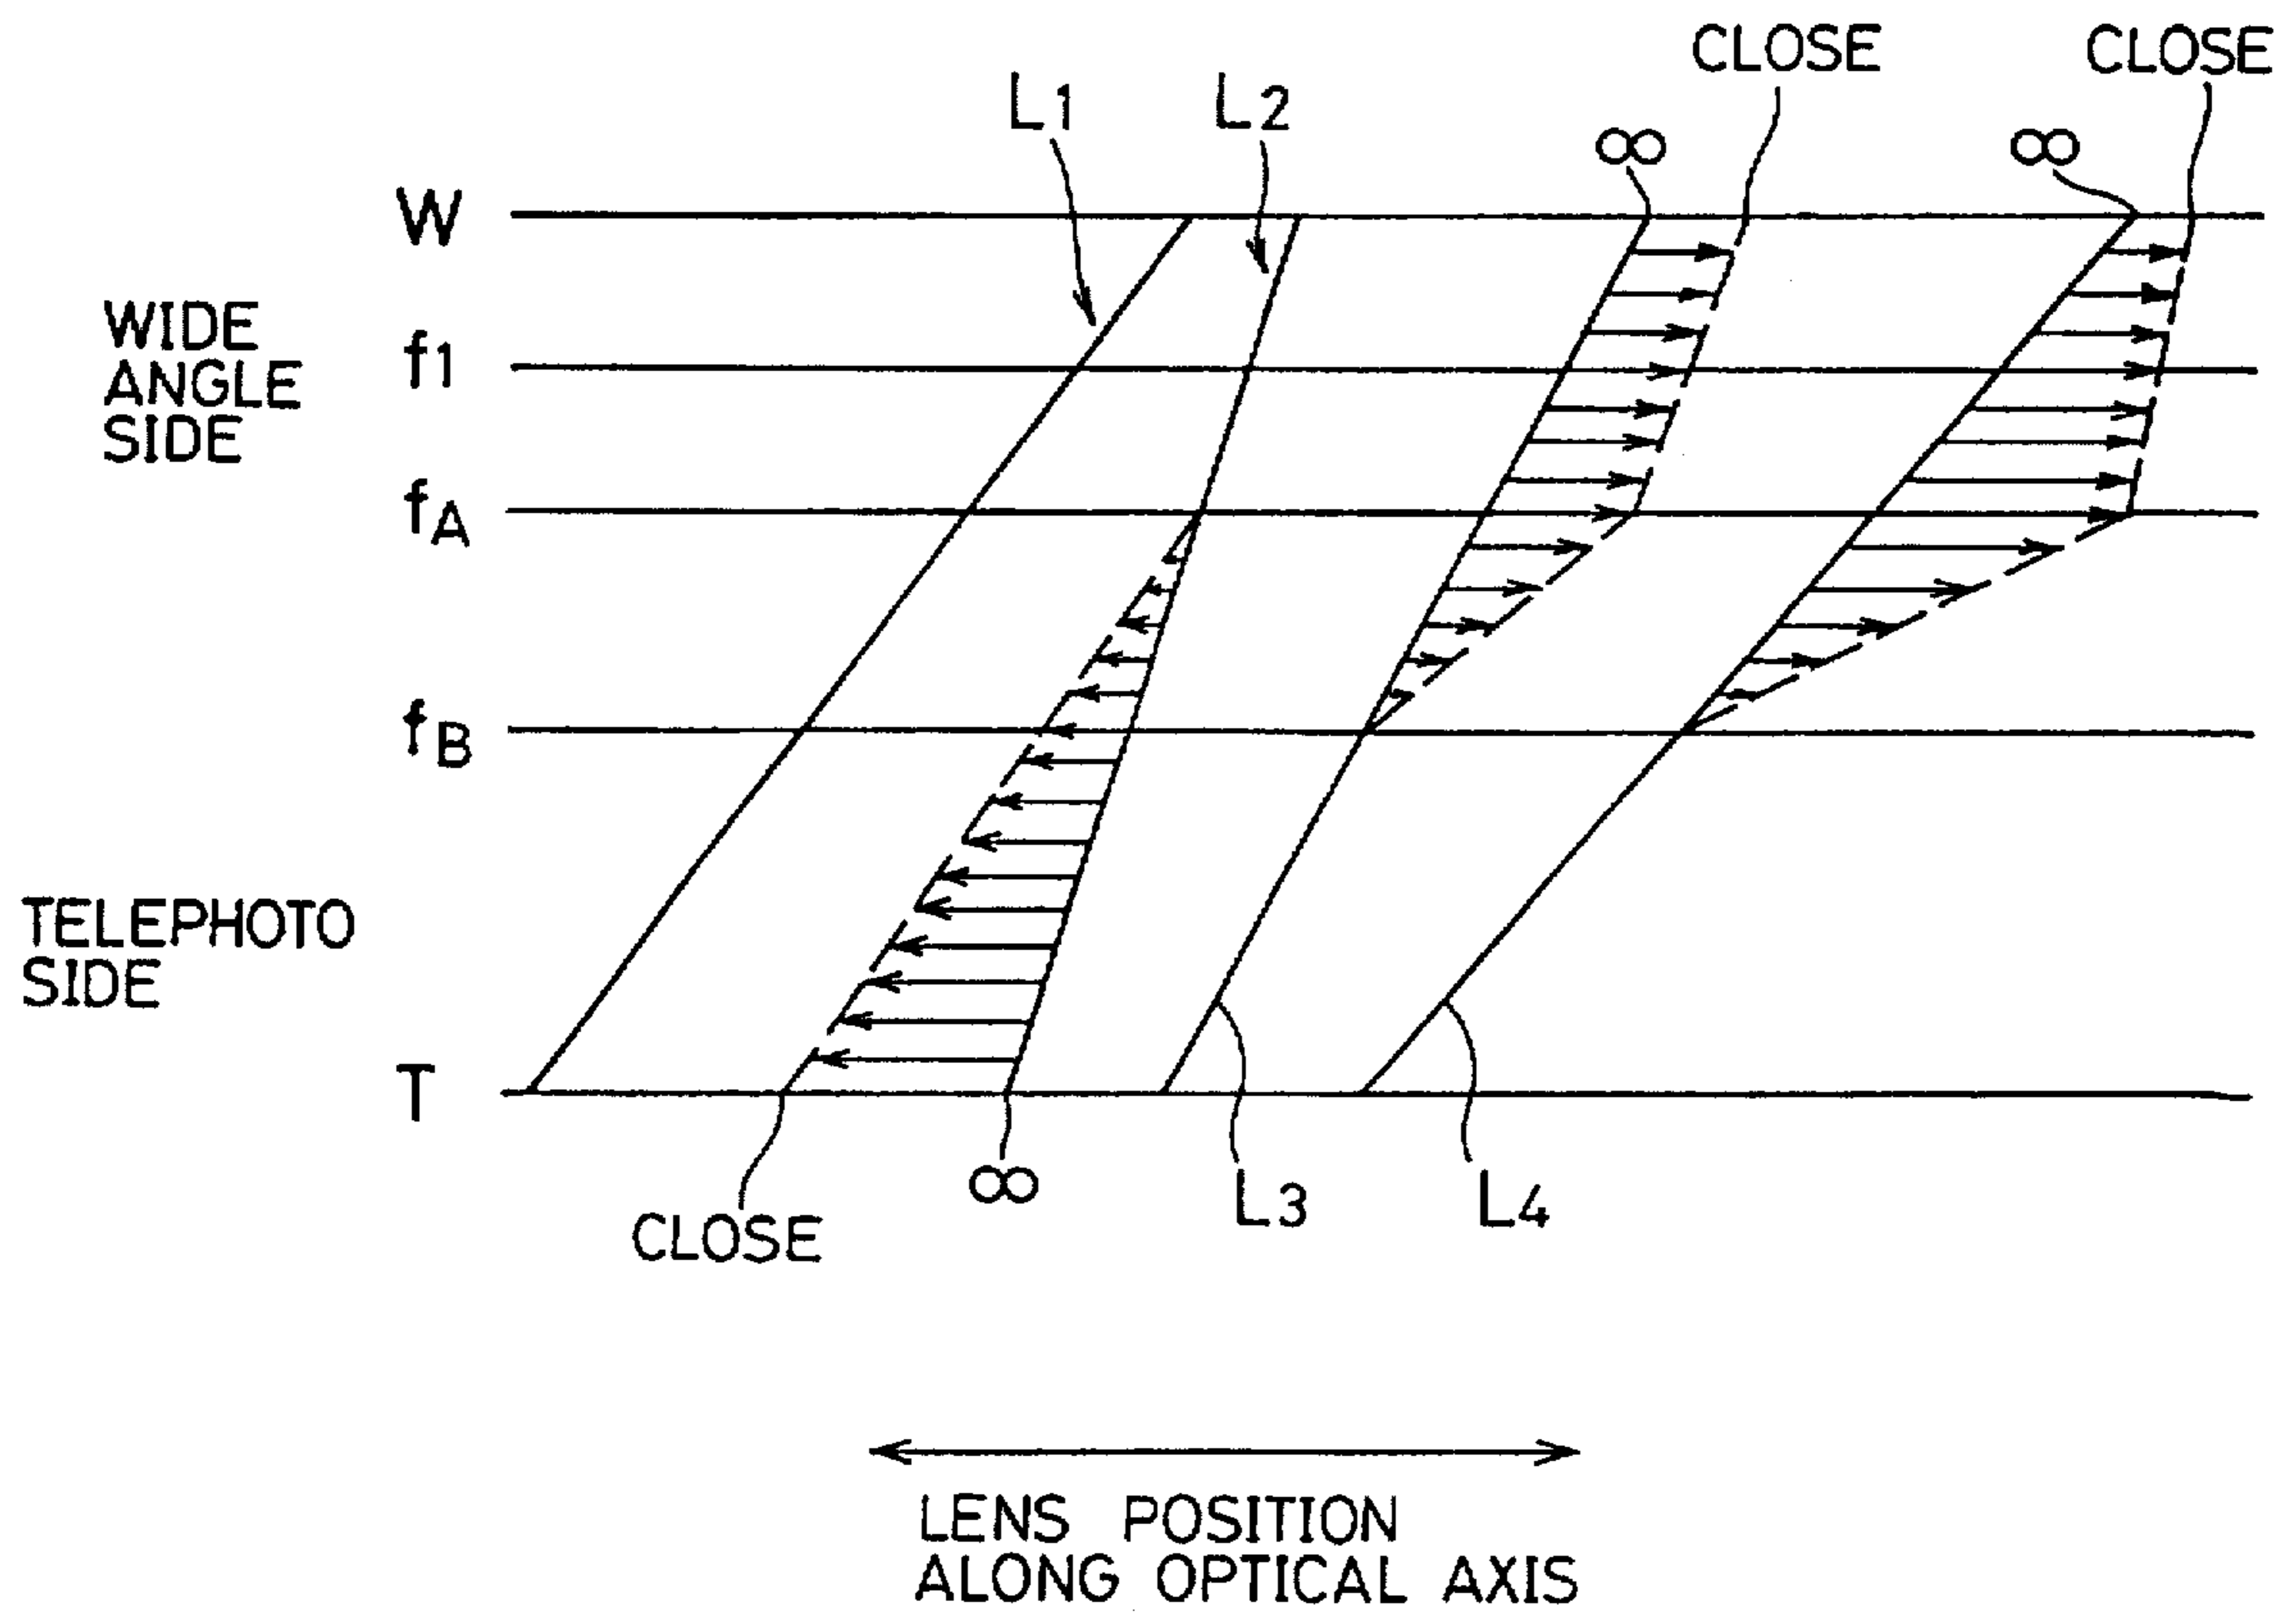 CLOSE
CLOSE
L1
L2
∞
∞
W
WIDE
ANGLE
SIDE
f1
fA
fB
TELEPHOTO
SIDE
T
CLOSE
∞
L3
L4
LENS POSITION
ALONG OPTICAL AXIS